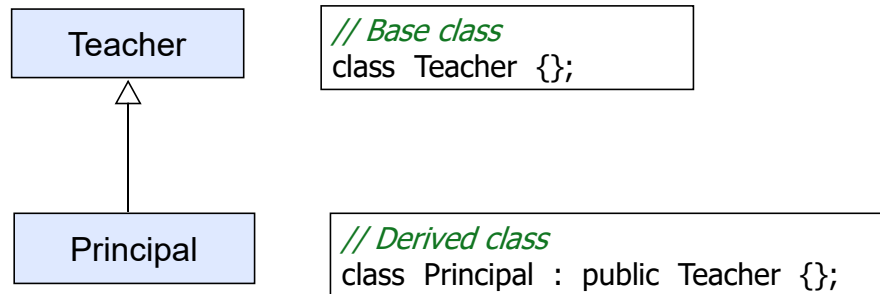 Teacher
// Base class
class Teacher {};
Principal
// Derived class
class Principal : public Teacher {};